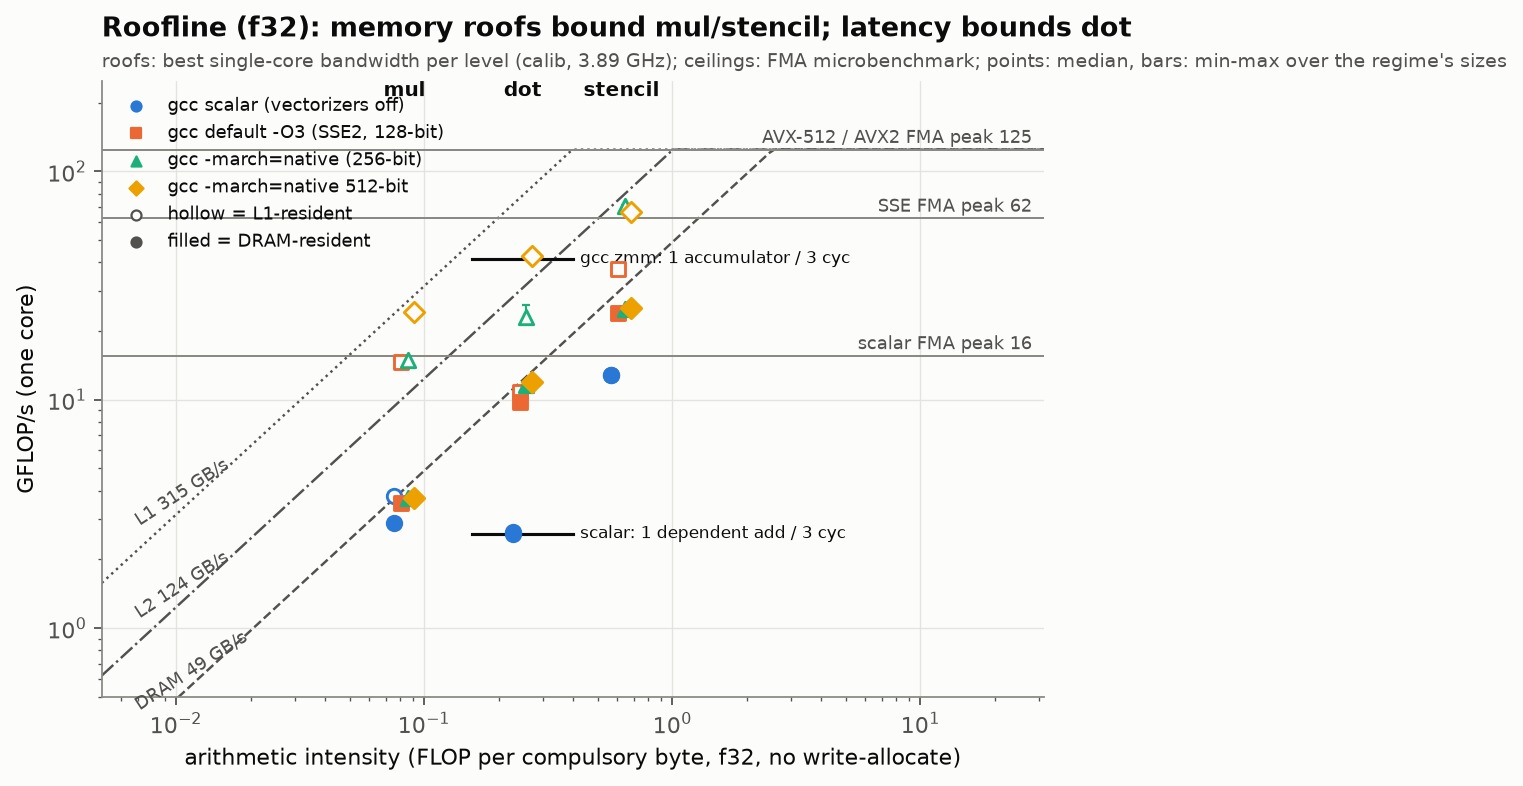 Roofline (f32): memory roofs bound mul/stencil; latency bounds dot
roofs: best single-core bandwidth per level (calib, 3.89 GHz); ceilings: FMA microbenchmark; points: median, bars: min-max over the regime's sizes
mul dot stencil
gcc scalar (vectorizers off)
gcc default -O3 (SSE2, 128-bit)
gcc -march=native (256-bit)
gcc -march=native 512-bit
hollow = L1-resident
filled = DRAM-resident
AVX-512 / AVX2 FMA peak 125
SSE FMA peak 62
gcc zmm: 1 accumulator / 3 cyc
scalar FMA peak 16
scalar: 1 dependent add / 3 cyc
L1 315 GB/s
L2 124 GB/s
DRAM 49 GB/s
GFLOP/s (one core)
10²
10¹
10⁰
10⁻² 10⁻¹ 10⁰ 10¹
arithmetic intensity (FLOP per compulsory byte, f32, no write-allocate)